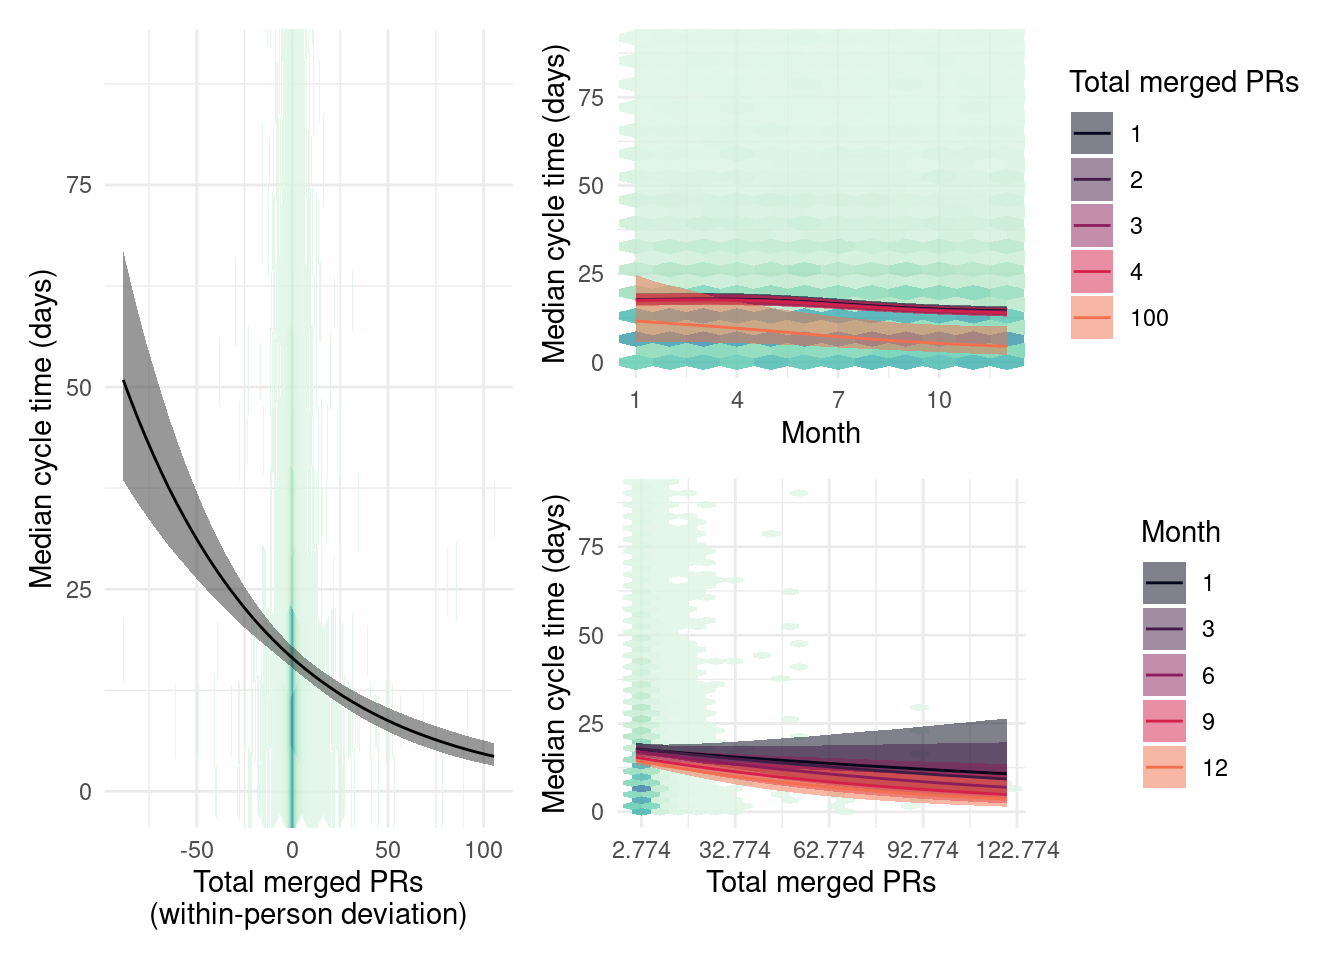 Median cycle time (days)
75
50
25
0
-50 0 50 100
Total merged PRs
(within-person deviation)
Median cycle time (days)
75
50
25
0
1 4 7 10
Month
Total merged PRs
1
2
3
4
100
Median cycle time (days)
75
50
25
0
2.774 32.774 62.774 92.774 122.774
Total merged PRs
Month
1
3
6
9
12